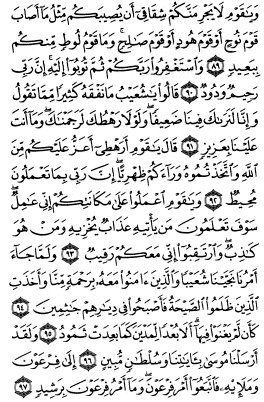 وَيَـٰقَوْمِ لَا يَجْرِمَنَّكُمْ شِقَاقِىٓ أَن يُصِيبَكُم مِّثْلُ مَآ أَصَابَ
قَوْمَ نُوحٍ أَوْ قَوْمَ هُودٍ أَوْ قَوْمَ صَـٰلِحٍ ۚ وَمَا قَوْمُ لُوطٍ مِّنكُم
بِبَعِيدٍ ٨٩ وَٱسْتَغْفِرُوا۟ رَبَّكُمْ ثُمَّ تُوبُوٓا۟ إِلَيْهِ ۚ إِنَّ رَبِّى
رَحِيمٌ وَدُودٌ ٩٠ قَالُوا۟ يَـٰشُعَيْبُ مَا نَفْقَهُ كَثِيرًا مِّمَّا تَقُولُ
وَإِنَّا لَنَرَىٰكَ فِينَا ضَعِيفًا ۖ وَلَوْلَا رَهْطُكَ لَرَجَمْنَـٰكَ ۖ وَمَآ أَنتَ
عَلَيْنَا بِعَزِيزٍ ٩١ قَالَ يَـٰقَوْمِ أَرَهْطِىٓ أَعَزُّ عَلَيْكُم مِّنَ
ٱللَّهِ وَٱتَّخَذْتُمُوهُ وَرَآءَكُمْ ظِهْرِيًّا ۖ إِنَّ رَبِّى بِمَا تَعْمَلُونَ
مُحِيطٌ ٩٢ وَيَـٰقَوْمِ ٱعْمَلُوا۟ عَلَىٰ مَكَانَتِكُمْ إِنِّى عَـٰمِلٌ ۖ
سَوْفَ تَعْلَمُونَ مَن يَأْتِيهِ عَذَابٌ يُخْزِيهِ وَمَنْ هُوَ
كَـٰذِبٌ ۖ وَٱرْتَقِبُوٓا۟ إِنِّى مَعَكُمْ رَقِيبٌ ٩٣ وَلَمَّا جَآءَ
أَمْرُنَا نَجَّيْنَا شُعَيْبًا وَٱلَّذِينَ ءَامَنُوا۟ مَعَهُۥ بِرَحْمَةٍ مِّنَّا وَأَخَذَتِ
ٱلَّذِينَ ظَلَمُوا۟ ٱلصَّيْحَةُ فَأَصْبَحُوا۟ فِى دِيَـٰرِهِمْ جَـٰثِمِينَ ٩٤
كَأَن لَّمْ يَغْنَوْا۟ فِيهَآ ۗ أَلَا بُعْدًا لِّمَدْيَنَ كَمَا بَعِدَتْ ثَمُودُ ٩٥ وَلَقَدْ
أَرْسَلْنَا مُوسَىٰ بِـَٔايَـٰتِنَا وَسُلْطَـٰنٍ مُّبِينٍ ٩٦ إِلَىٰ فِرْعَوْنَ
وَمَلَإِي۟هِۦ فَٱتَّبَعُوٓا۟ أَمْرَ فِرْعَوْنَ ۖ وَمَآ أَمْرُ فِرْعَوْنَ بِرَشِيدٍ ٩٧